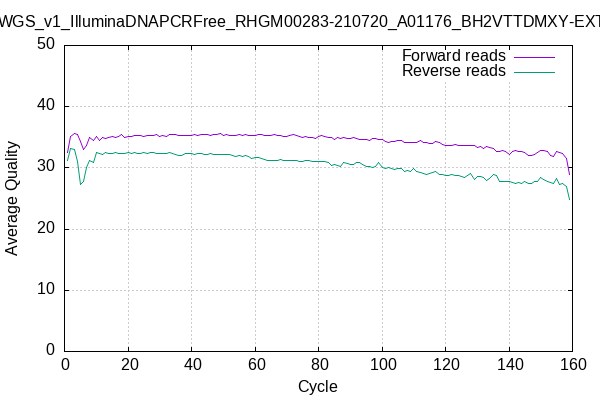 WGS_v1_IlluminaDNAPCRFree_RHGM00283-210720_A01176_BH2VTTDMXY-EXT
Forward reads
Reverse reads
Average Quality
50
40
30
20
10
0
0 20 40 60 80 100 120 140 160
Cycle